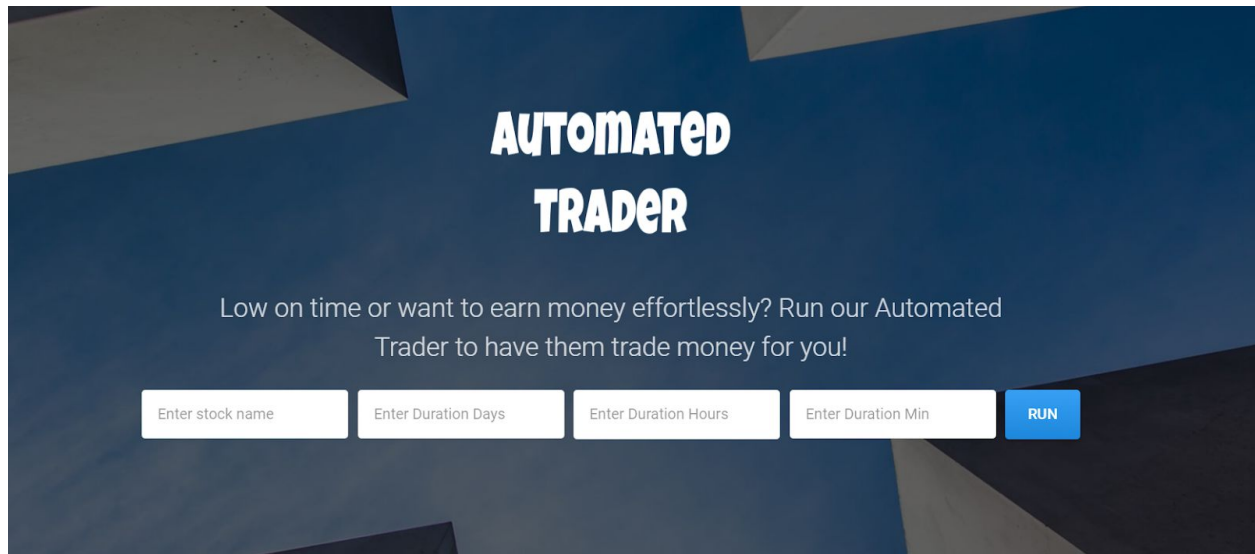 AUTOMATED
TRADER
Low on time or want to earn money effortlessly? Run our Automated
Trader to have them trade money for you!
Enter stock name
Enter Duration Days
Enter Duration Hours
Enter Duration Min
RUN